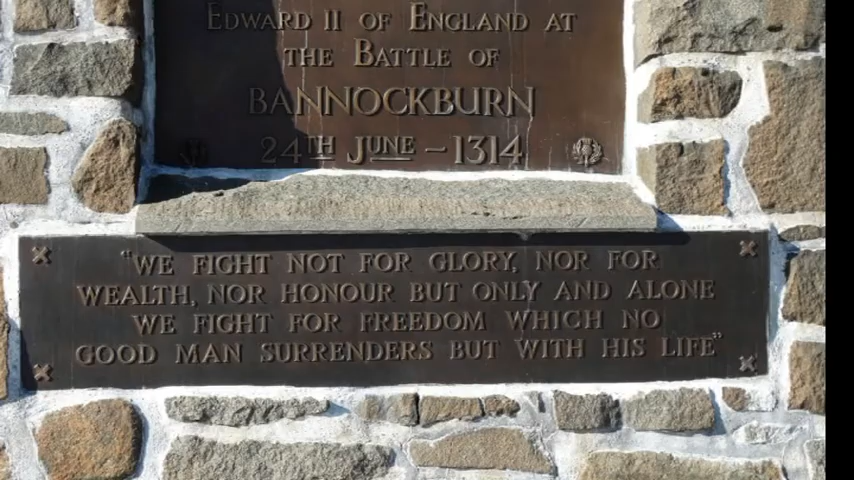 EDWARD II OF ENGLAND AT
THE BATTLE OF
BANNOCKBURN
24TH JUNE – 1314
"WE FIGHT NOT FOR GLORY, NOR FOR
WEALTH, NOR HONOUR BUT ONLY AND ALONE
WE FIGHT FOR FREEDOM WHICH NO
GOOD MAN SURRENDERS BUT WITH HIS LIFE"